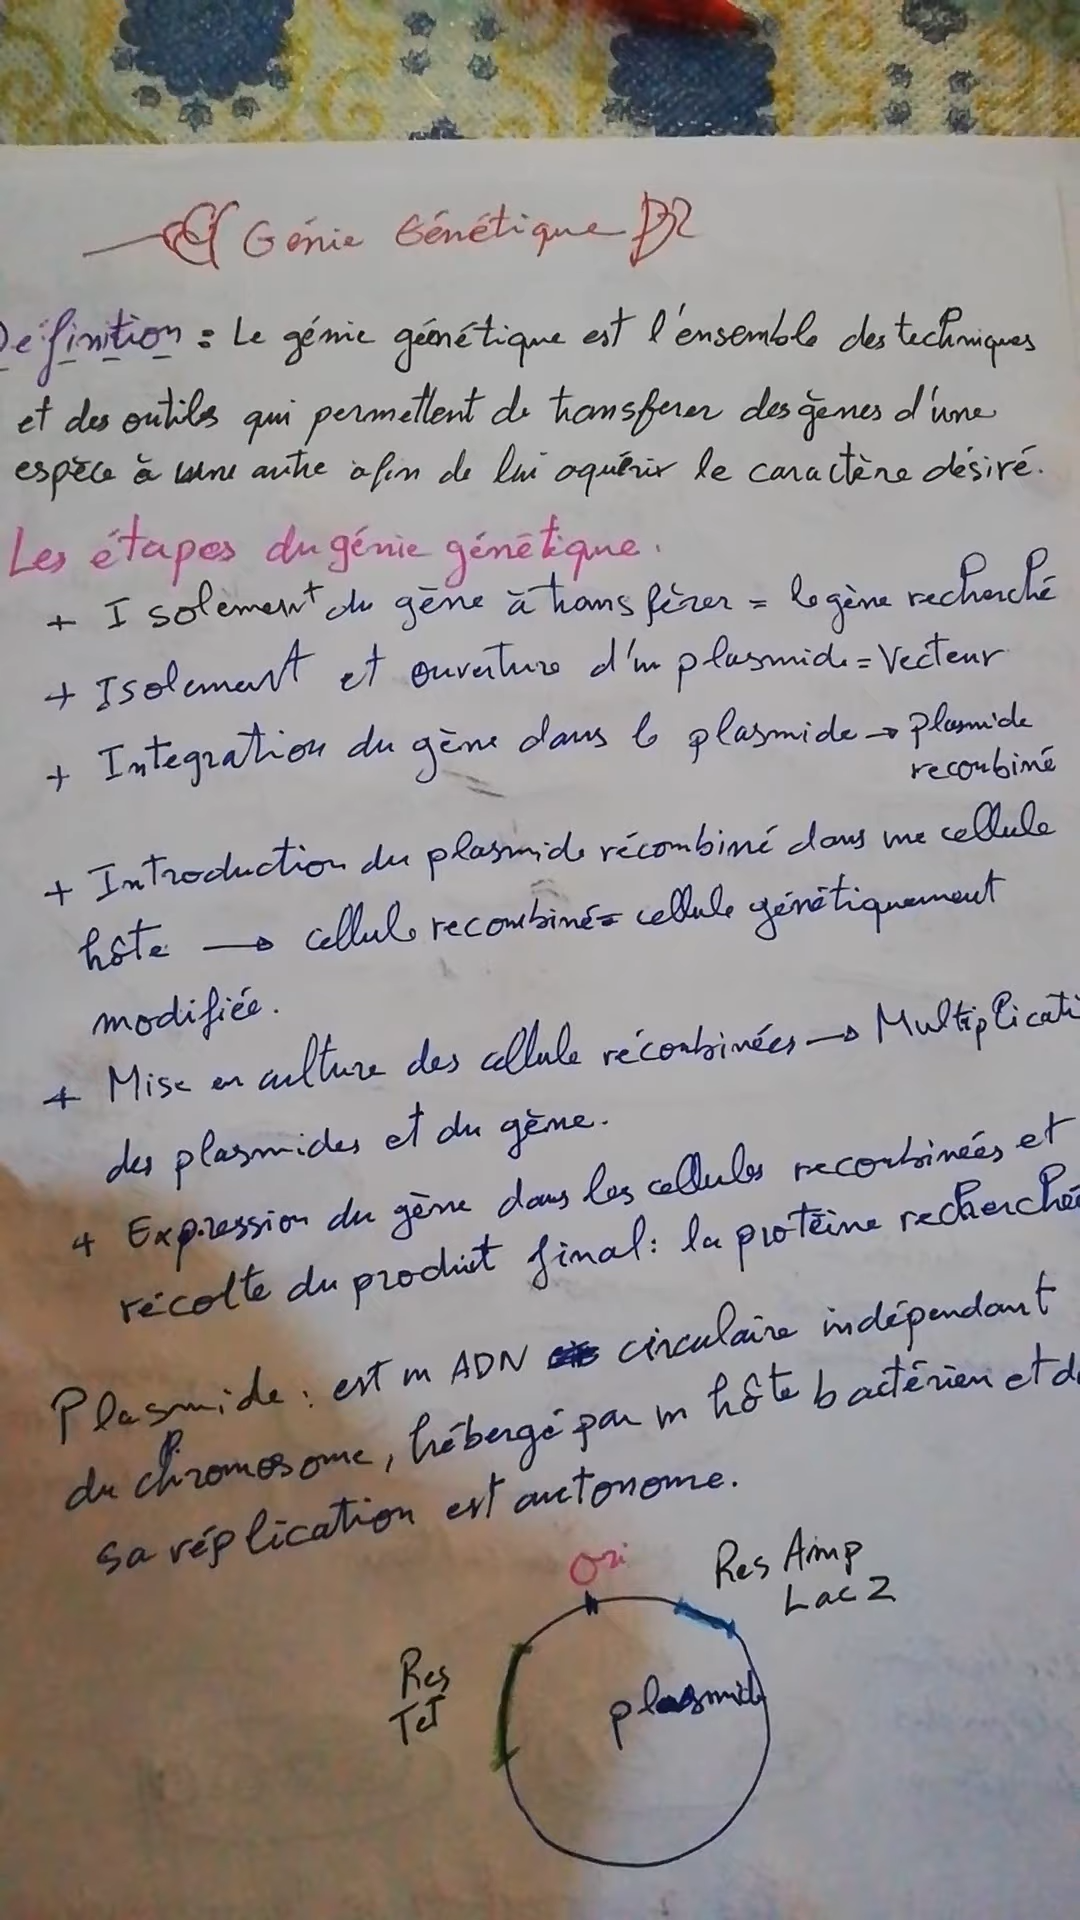 Génie Génétique
Définition : Le génie génétique est l'ensemble des techniques
et des outils qui permettent de transferer des gènes d'une
espèce à une autre afin de lui aquérir le caractère désiré.
Les étapes du génie génétique.
+ Isolement du gène à transférer = le gène recherché
+ Isolement et ouverture d'un plasmide = Vecteur
+ Integration du gène dans le plasmide → plasmide
recombiné
+ Introduction du plasmide récombiné dans une cellule
hôte → cellule recombiné = cellule génétiquement
modifiée.
+ Mise en culture des cellule récombinées → Multiplicati
des plasmides et du gène.
+ Expression du gène dans les cellules recombinées et
récolte du produit final : la protéine recherchée
Plasmide : est un ADN circulaire indépendant
du chromosome, hébergé par un hôte bactérien et d
sa réplication est autonome.
Ori
Res Amp
Lac Z
Res
Tet
plasmide